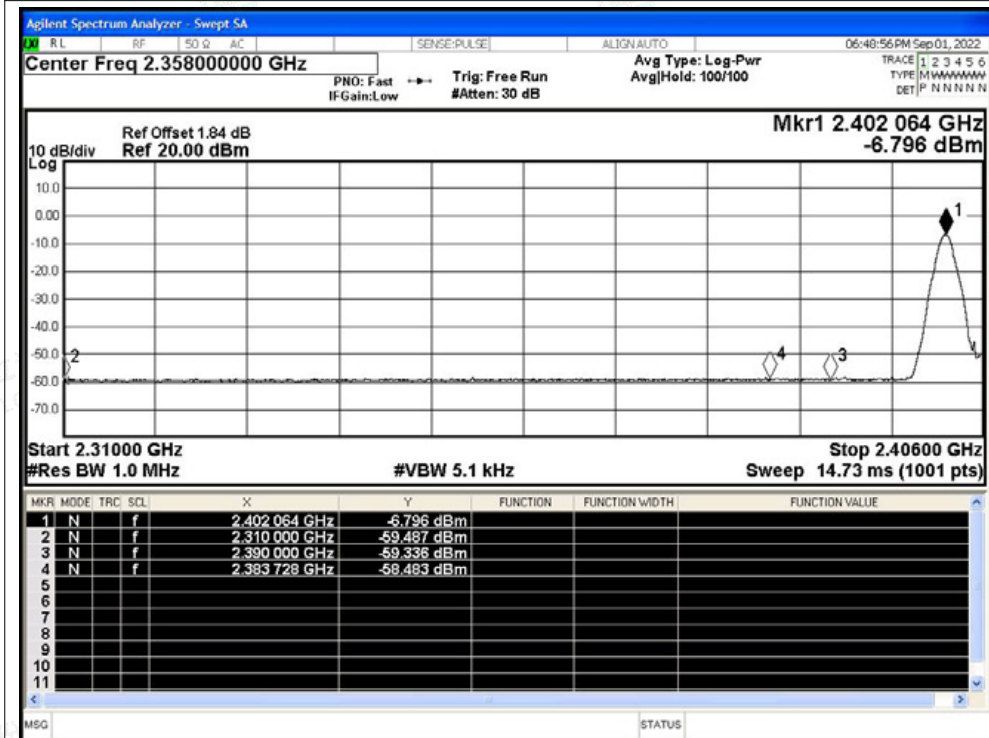 Agilent Spectrum Analyzer - Swept SA
LXI RL RF 50 Ω AC SENSE:PULSE ALIGN AUTO 06:48:56 PM Sep 01, 2022
Center Freq 2.358000000 GHz
PNO: Fast
IFGain:Low
Trig: Free Run
#Atten: 30 dB
Avg Type: Log-Pwr
Avg|Hold: 100/100
TRACE 1 2 3 4 5 6
TYPE M WWWWW
DET P N N N N N
Ref Offset 1.84 dB
10 dB/div Ref 20.00 dBm
Log
Mkr1 2.402 064 GHz
-6.796 dBm
10.0
0.00
-10.0
-20.0
-30.0
-40.0
-50.0
-60.0
-70.0
1
2
4
3
Start 2.31000 GHz Stop 2.40600 GHz
#Res BW 1.0 MHz #VBW 5.1 kHz Sweep 14.73 ms (1001 pts)
MKR MODE TRC SCL X Y FUNCTION FUNCTION WIDTH FUNCTION VALUE
1 N f 2.402 064 GHz -6.796 dBm
2 N f 2.310 000 GHz -59.487 dBm
3 N f 2.390 000 GHz -59.336 dBm
4 N f 2.383 728 GHz -58.483 dBm
5
6
7
8
9
10
11
MSG STATUS